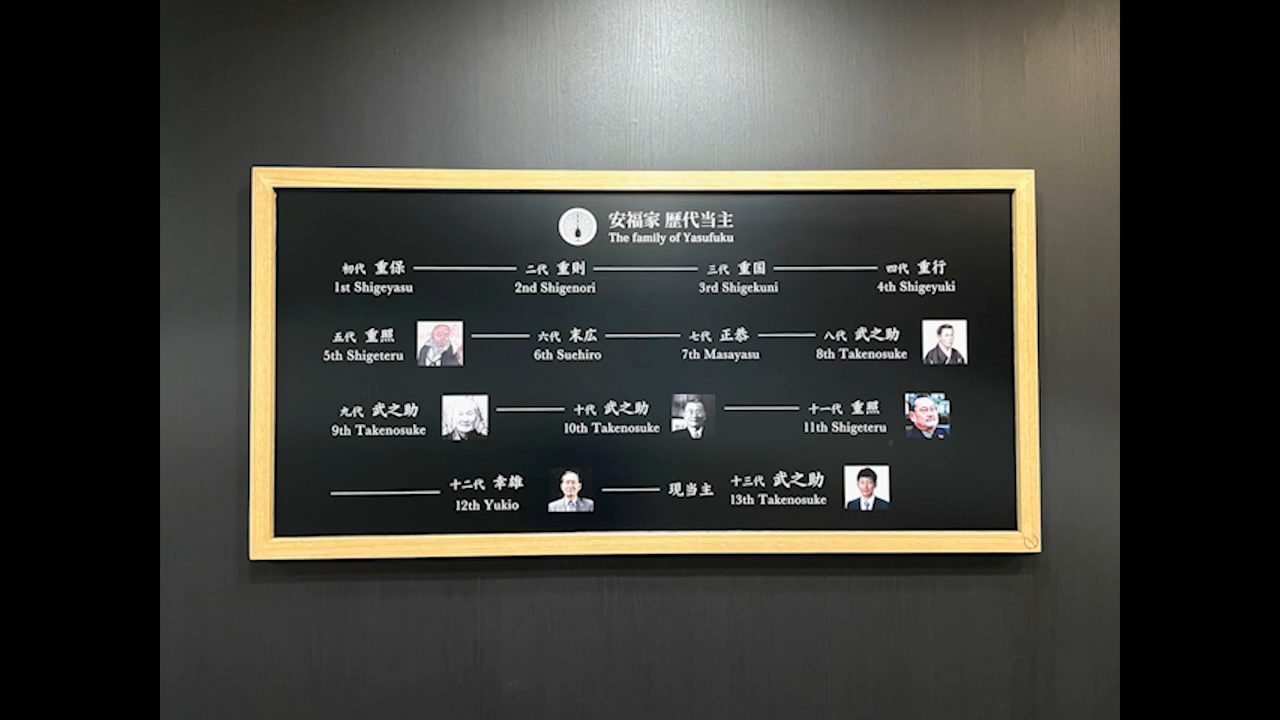 安福家 歴代当主
The family of Yasufuku
初代 重保 二代 重則 三代 重国 四代 重行
1st Shigeyasu 2nd Shigenori 3rd Shigekuni 4th Shigeyuki
五代 重照 六代 末広 七代 正恭 八代 武之助
5th Shigeteru 6th Suehiro 7th Masayasu 8th Takenosuke
九代 武之助 十代 武之助 十一代 重照
9th Takenosuke 10th Takenosuke 11th Shigeteru
十二代 幸雄 現当主 十三代 武之助
12th Yukio 13th Takenosuke